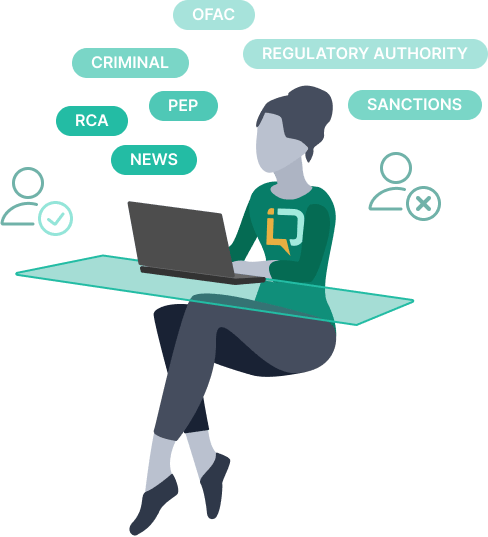 OFAC
REGULATORY AUTHORITY
CRIMINAL
PEP
SANCTIONS
RCA
NEWS